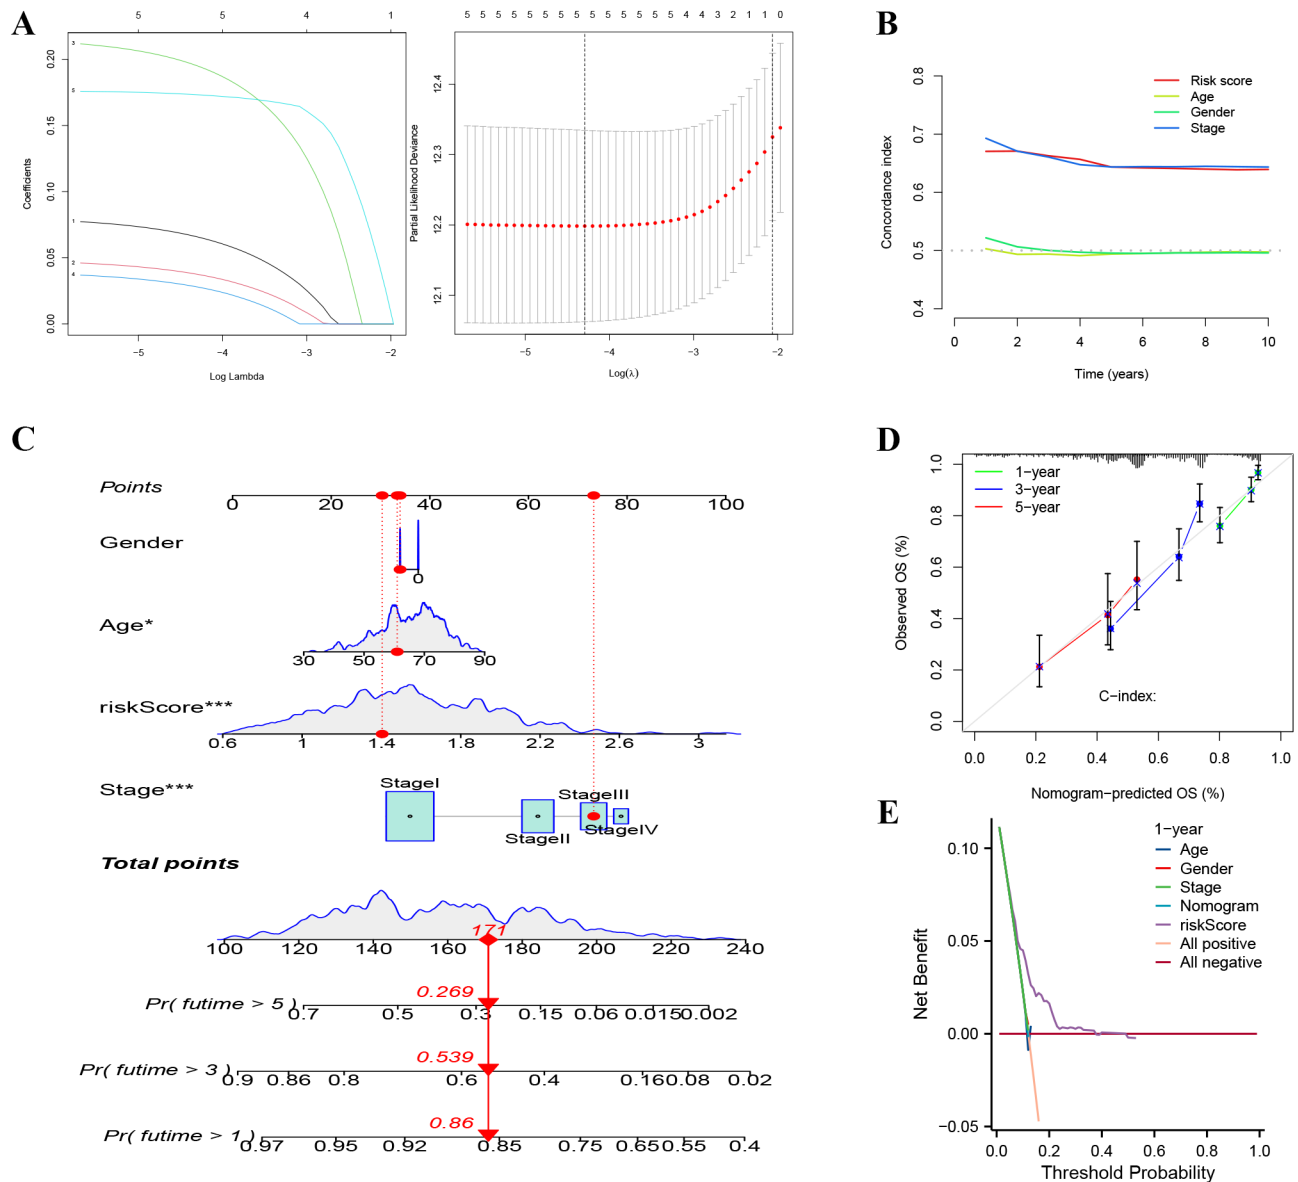 A
5 4 1
0.20
0.15
0.10
0.05
0.00
Coefficients
3
5
1
2
4
−5 −4 −3 −2
Log Lambda
5 5 5 5 5 5 5 5 5 5 5 5 4 4 3 2 1 1 0
12.4
12.3
12.2
12.1
Partial Likelihood Deviance
−5 −4 −3 −2
Log(λ)
B
0.8
0.7
0.6
0.5
0.4
Concordance index
Risk score
Age
Gender
Stage
0 2 4 6 8 10
Time (years)
C
Points
0 20 40 60 80 100
Gender
0
Age*
30 50 70 90
riskScore***
0.6 1 1.4 1.8 2.2 2.6 3
Stage***
StageI
StageII
StageIII
StageIV
Total points
171
100 120 140 160 180 200 220 240
0.269
Pr( futime > 5 )
0.7 0.5 0.3 0.15 0.06 0.015 0.002
0.539
Pr( futime > 3 )
0.9 0.86 0.8 0.6 0.4 0.16 0.08 0.02
0.86
Pr( futime > 1 )
0.97 0.95 0.92 0.85 0.75 0.65 0.55 0.4
D
1.0
0.8
0.6
0.4
0.2
0.0
Observed OS (%)
1−year
3−year
5−year
C−index:
0.0 0.2 0.4 0.6 0.8 1.0
Nomogram−predicted OS (%)
E
0.10
0.05
0.00
−0.05
Net Benefit
1−year
Age
Gender
Stage
Nomogram
riskScore
All positive
All negative
0.0 0.2 0.4 0.6 0.8 1.0
Threshold Probability